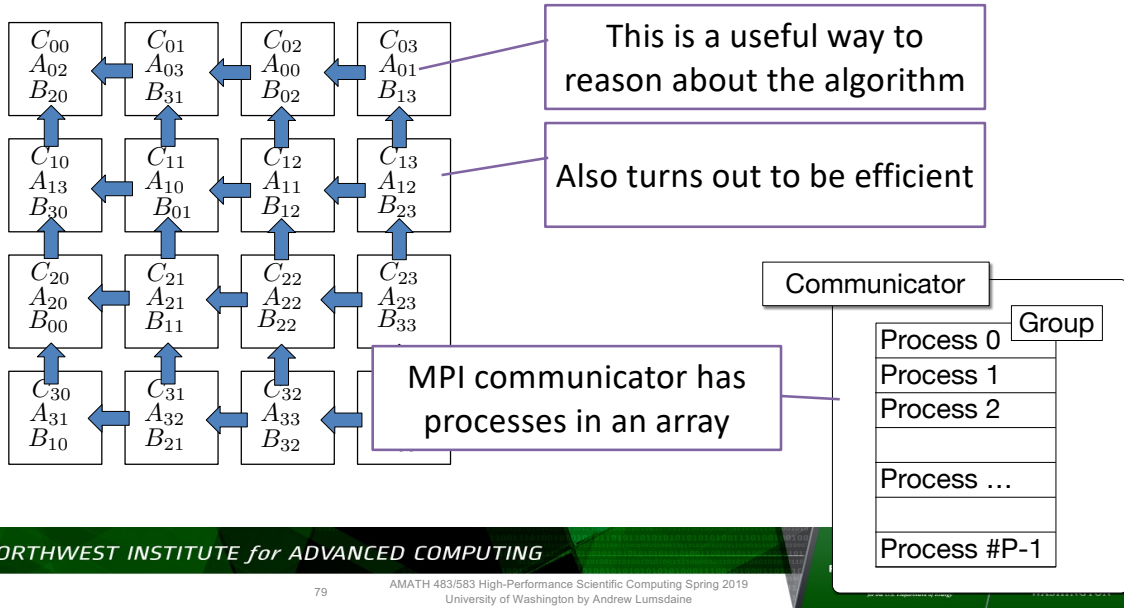 C00 C01 C02 C03
A02 A03 A00 A01
B20 B31 B02 B13
This is a useful way to
reason about the algorithm
C10 C11 C12 C13
A13 A10 A11 A12
B30 B01 B12 B23
Also turns out to be efficient
C20 C21 C22 C23
A20 A21 A22 A23
B00 B11 B22 B33
C30 C31 C32
A31 A32 A33
B10 B21 B32
MPI communicator has
processes in an array
Communicator
Group
Process 0
Process 1
Process 2
Process …
Process #P-1
ORTHWEST INSTITUTE for ADVANCED COMPUTING
79
AMATH 483/583 High-Performance Scientific Computing Spring 2019
University of Washington by Andrew Lumsdaine